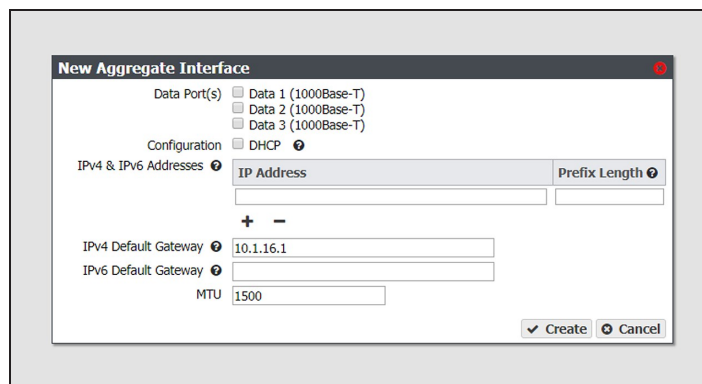 New Aggregate Interface
Data Port(s) Data 1 (1000Base-T)
Data 2 (1000Base-T)
Data 3 (1000Base-T)
Configuration DHCP ?
IPv4 & IPv6 Addresses ? IP Address Prefix Length ?
+ −
IPv4 Default Gateway ? 10.1.16.1
IPv6 Default Gateway ?
MTU 1500
Create Cancel